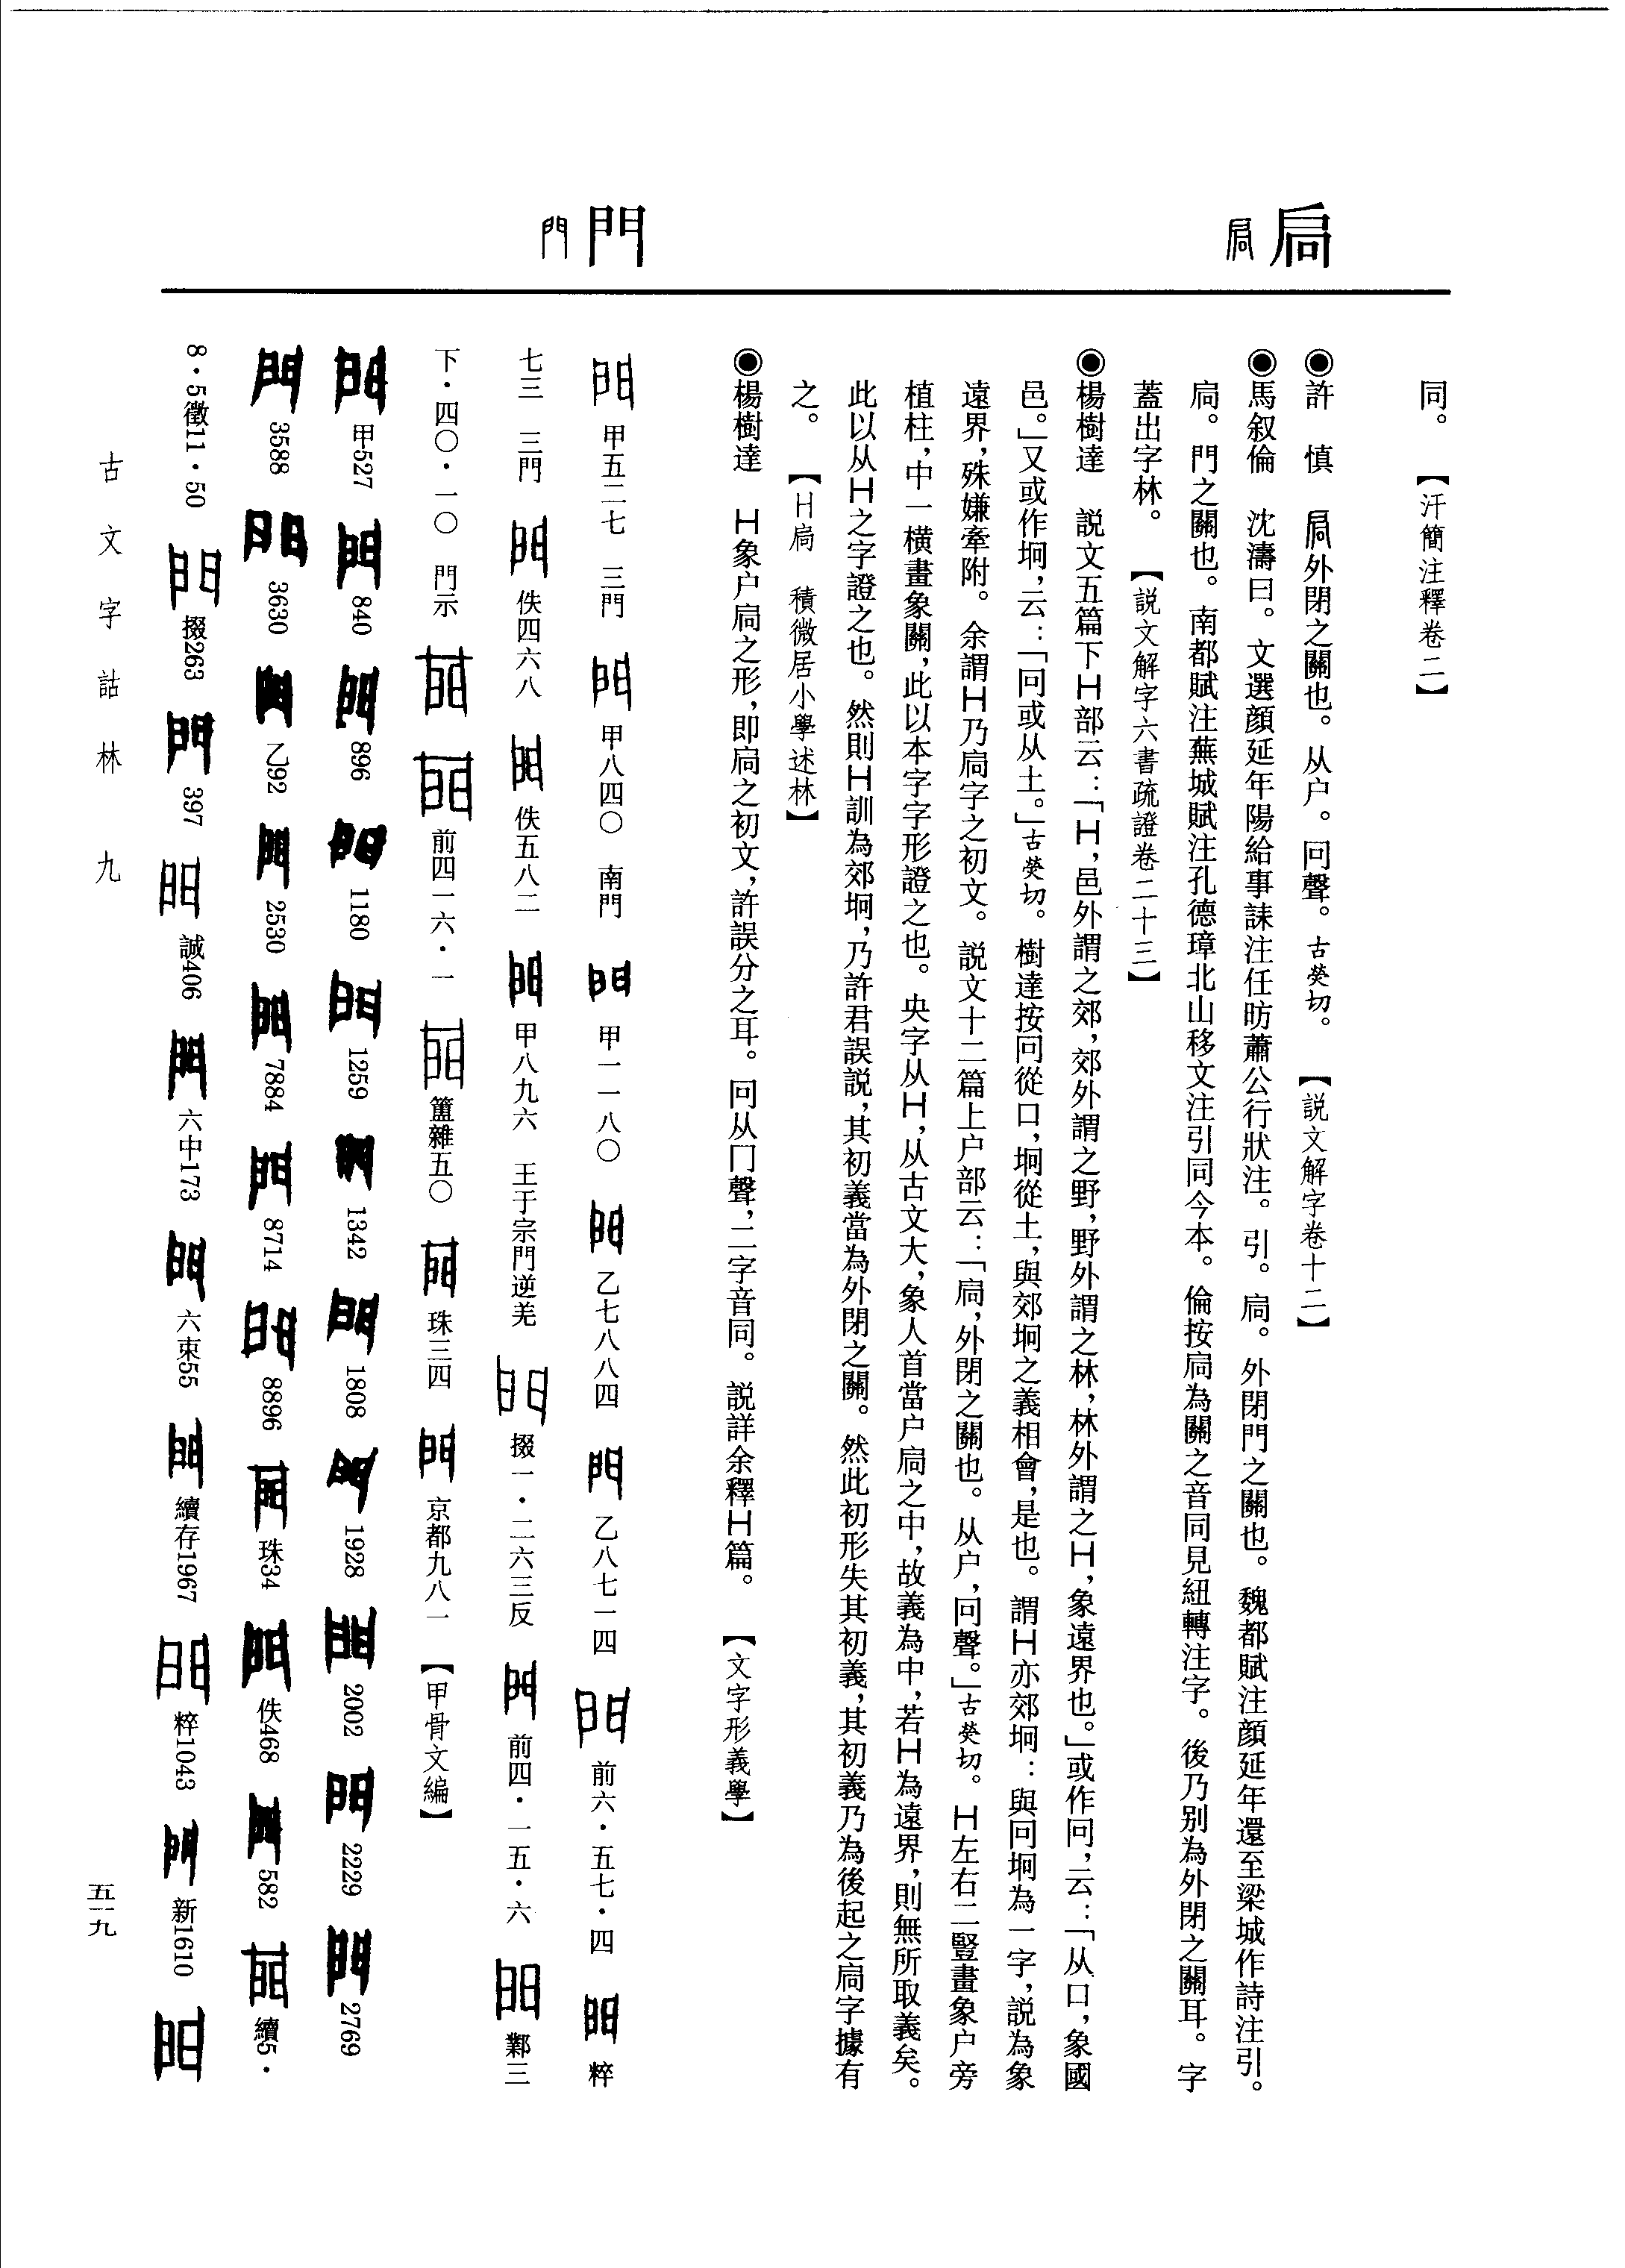 扃
門
同。　【汗簡注釋卷二】
◉許　慎　扃外閉之關也。从户。冋聲。古熒切。　【説文解字卷十二】
◉馬叙倫　沈濤曰。文選顔延年陽給事誄注任昉蕭公行狀注。引。扃。外閉門之關也。魏都賦注顔延年還至梁城作詩注引。
扃。門之關也。南都賦注蕪城賦注孔德璋北山移文注引同今本。倫按扃為關之音同見紐轉注字。後乃别為外閉之關耳。字
蓋出字林。　【説文解字六書疏證卷二十三】
◉楊樹達　説文五篇下冂部云：「冂，邑外謂之郊，郊外謂之野，野外謂之林，林外謂之冂，象遠界也。」或作冋，云：「从口，象國
邑。」又或作坰，云：「冋或从土。」古熒切。樹達按冋從口，坰從土，與郊坰之義相會，是也。謂冂亦郊坰：與冋坰為一字，説為象
遠界，殊嫌牽附。余謂冂乃扃字之初文。説文十二篇上户部云：「扃，外閉之關也。从户，冋聲。」古熒切。冂左右二豎畫象户旁
植柱，中一横畫象關，此以本字字形證之也。央字从冂，从古文大，象人首當户扃之中，故義為中，若冂為遠界，則無所取義矣。
此以从冂之字證之也。然則冂訓為郊坰，乃許君誤説，其初義當為外閉之關。然此初形失其初義，其初義乃為後起之扃字據有
之。　【冂扃　積微居小學述林】
◉楊樹達　冂象户扃之形，即扃之初文，許誤分之耳。冋从冂聲，二字音同。説詳余釋冂篇。　【文字形義學】
甲五二七　三門　甲八四〇　南門　甲一一八〇　乙七八八四　乙八七一四　前六·五七·四　粹
七三　三門　佚四六八　佚五八二　甲八九六　王于宗門逆羌　掇一·二六三反　前四·一五·六　鄴三
下·四〇·一〇　門示　前四一六·一　簠雜五〇　珠三四　京都九八一　【甲骨文編】
甲527　840　896　1180　1259　1342　1808　1928　2002　2229　2769
3588　3630　乙92　2530　7884　8714　8896　珠34　佚468　582　續5·
8·5徵11·50　掇263　397　誠406　六中173　六束55　續存1967　粹1043　新1610
古文字詁林　九
五一九